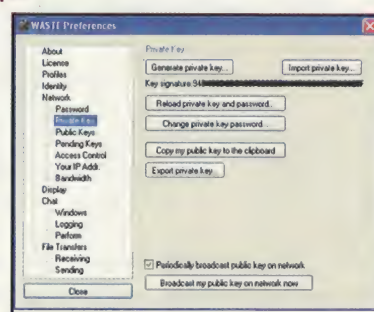 WASTE Preferences
About
License
Profiles
Identity
Network
Password
Private Key
Public Keys
Pending Keys
Access Control
Your IP Addr.
Bandwidth
Display
Chat
Windows
Logging
Perform
File Transfers
Receiving
Sending
Close
Private Key
Generate private key...
Import private key...
Key signature:
Reload private key and password..
Change private key password...
Copy my public key to the clipboard
Export private key...
Periodically broadcast public key on network
Broadcast my public key on network now